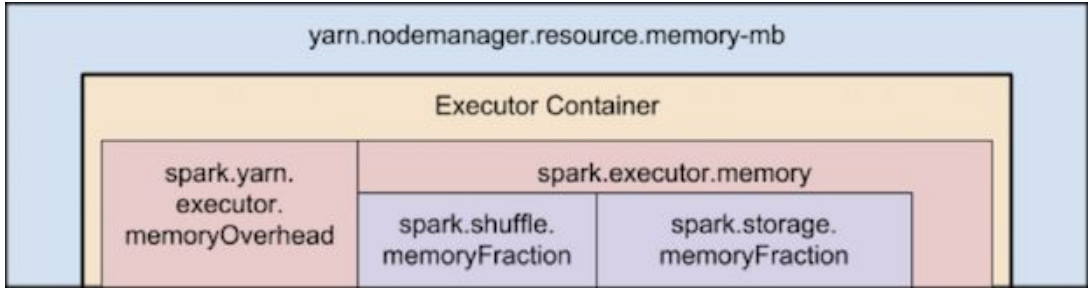 yarn.nodemanager.resource.memory-mb
Executor Container
spark.yarn.
executor.
memoryOverhead
spark.executor.memory
spark.shuffle.
memoryFraction
spark.storage.
memoryFraction